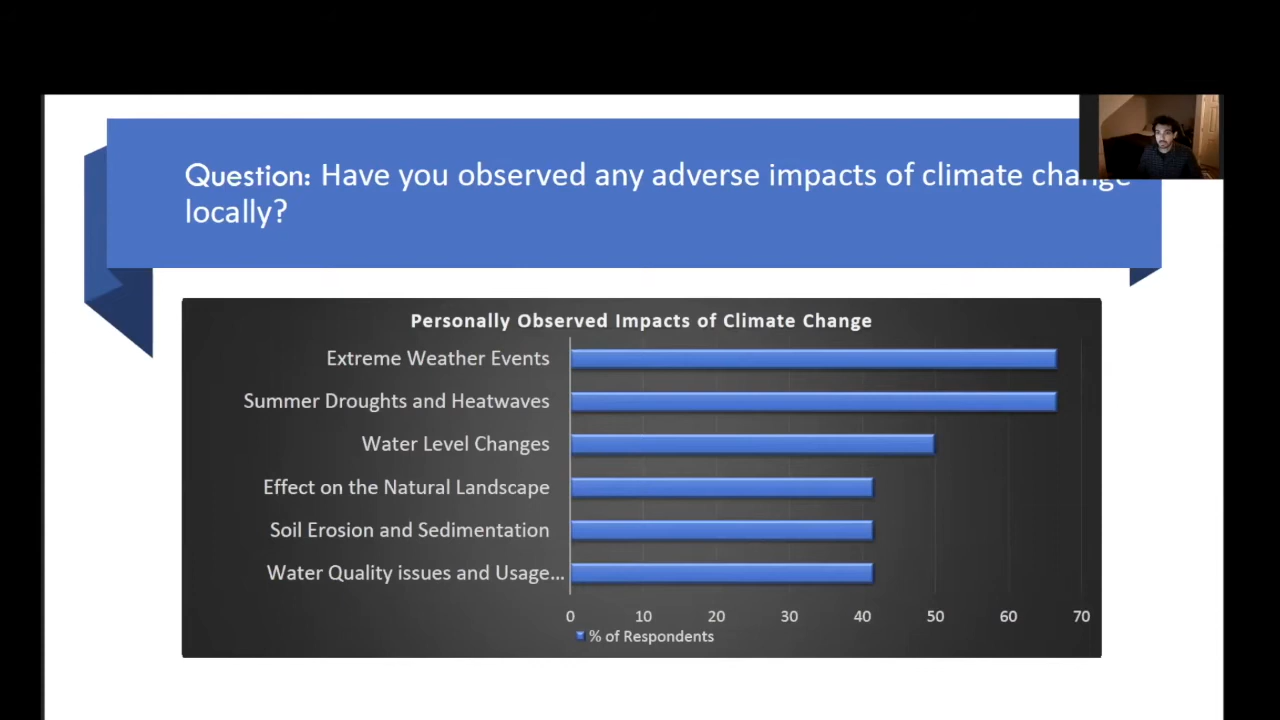 Question: Have you observed any adverse impacts of climate change
locally?
Personally Observed Impacts of Climate Change
Extreme Weather Events
Summer Droughts and Heatwaves
Water Level Changes
Effect on the Natural Landscape
Soil Erosion and Sedimentation
Water Quality issues and Usage...
0 10 20 30 40 50 60 70
% of Respondents